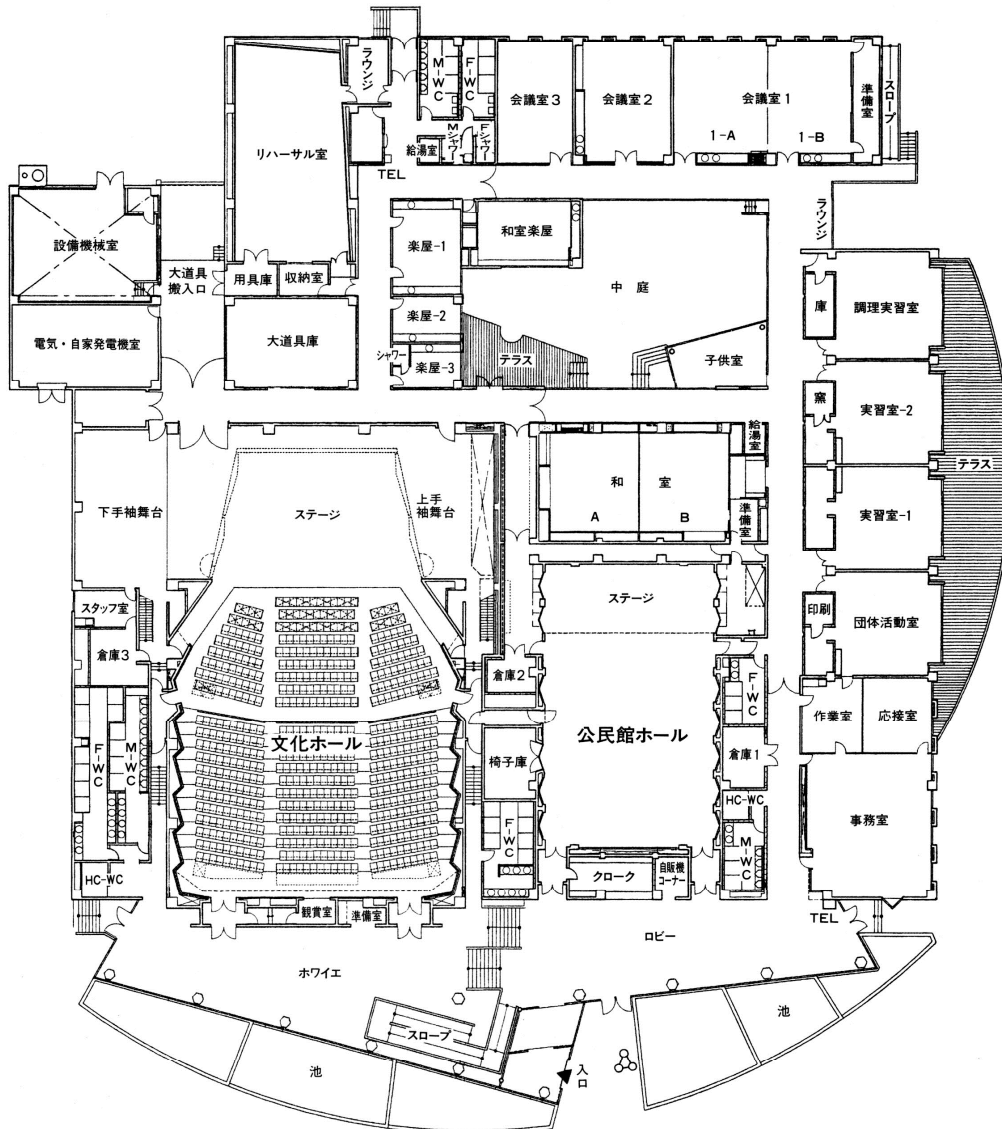 ラウンジ
M-WC
F-WC
会議室3
会議室2
会議室1
1-A
1-B
準備室
スロープ
リハーサル室
給湯室
Mシャワー
Fシャワー
TEL
ラウンジ
設備機械室
大道具
搬入口
用具庫
収納室
楽屋-1
和室楽屋
中庭
庫
調理実習室
電気・自家発電機室
大道具庫
楽屋-2
シャワー
楽屋-3
テラス
子供室
窯
実習室-2
テラス
下手袖舞台
ステージ
上手
袖舞台
和室
A
B
給湯室
準備室
実習室-1
スタッフ室
倉庫3
ステージ
印刷
団体活動室
倉庫2
F-WC
作業室
応接室
F-WC
M-WC
文化ホール
椅子庫
公民館ホール
倉庫1
HC-WC
事務室
F-WC
M-WC
HC-WC
クローク
自販機
コーナー
観賞室
準備室
TEL
ロビー
ホワイエ
スロープ
池
池
入口